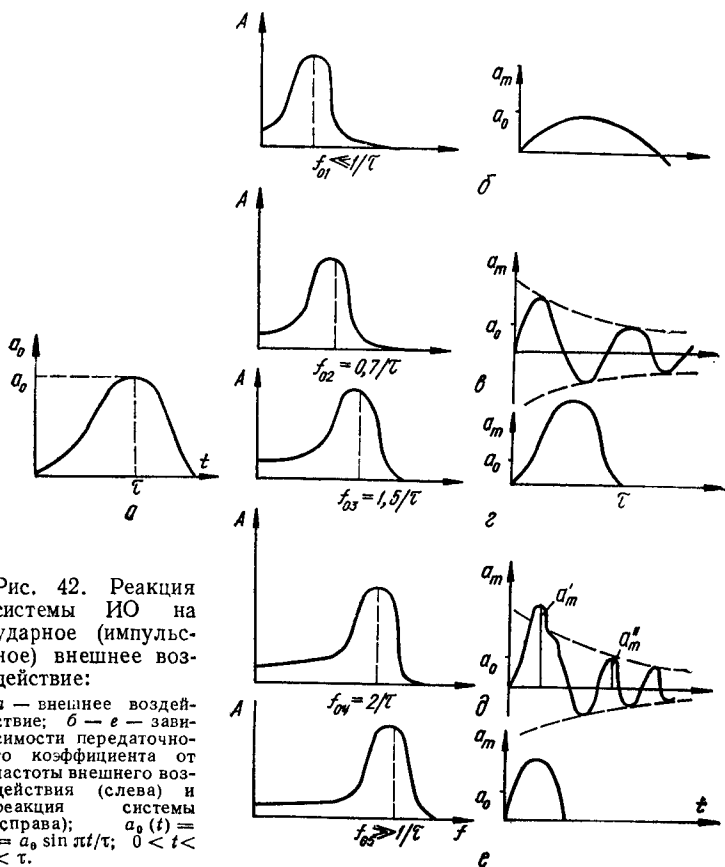 A
f₀₁ ≪ 1/τ
aₘ
a₀
б
A
f₀₂ = 0,7/τ
aₘ
a₀
в
a₀
a₀
τ
t
а
A
f₀₃ = 1,5/τ
aₘ
a₀
τ
г
A
f₀₄ = 2/τ
aₘ
a'ₘ
a''ₘ
a₀
д
A
f₀₅ ≫ 1/τ
f
aₘ
a₀
t
е
Рис. 42. Реакция
системы ИО на
ударное (импульс-
ное) внешнее воз-
действие:
а — внешнее воздей-
ствие; б — е — зави-
симости передаточно-
го коэффициента от
частоты внешнего воз-
действия (слева) и
реакция системы
(справа); a₀ (t) =
= a₀ sin πt/τ; 0 < t <
< τ.